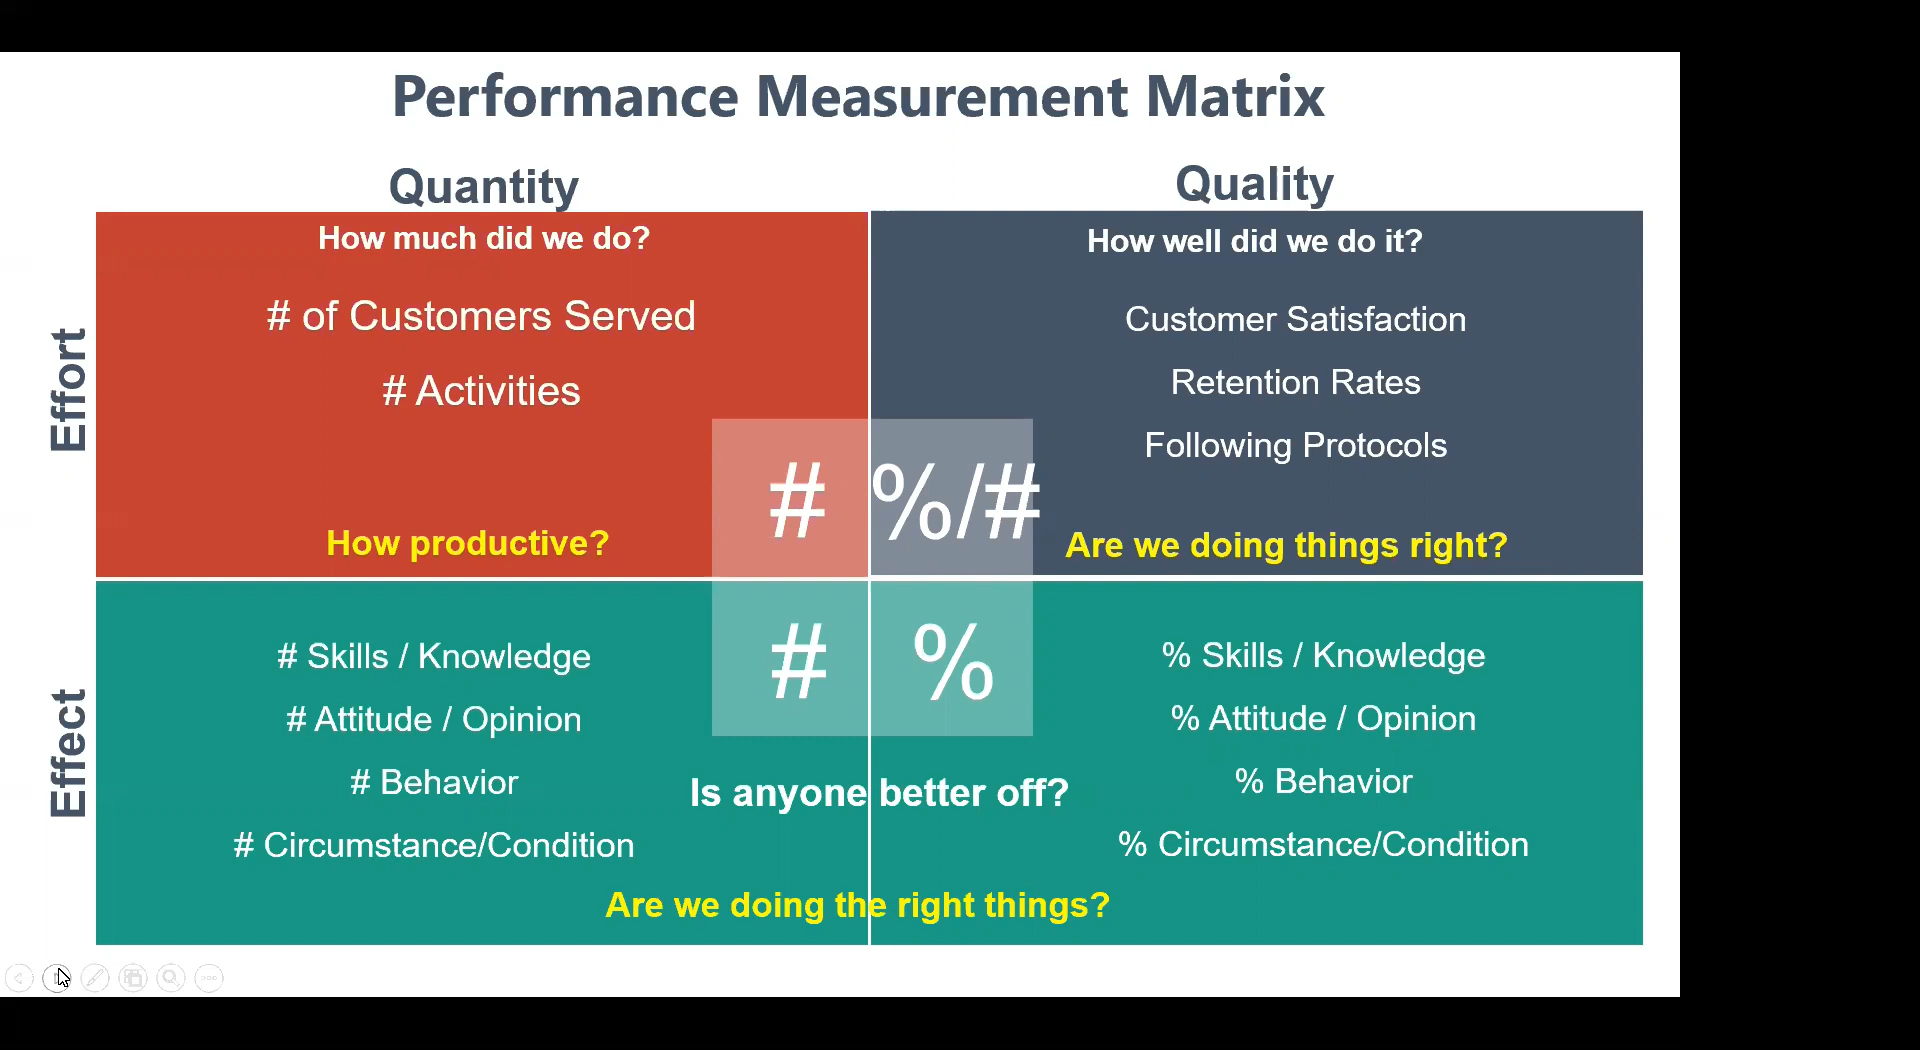 Performance Measurement Matrix
Quantity
Quality
Effort
How much did we do?
# of Customers Served
# Activities
#
How productive?
How well did we do it?
Customer Satisfaction
Retention Rates
Following Protocols
%/#
Are we doing things right?
Effect
# Skills / Knowledge
# Attitude / Opinion
# Behavior
# Circumstance/Condition
#
%
% Skills / Knowledge
% Attitude / Opinion
% Behavior
% Circumstance/Condition
Is anyone better off?
Are we doing the right things?